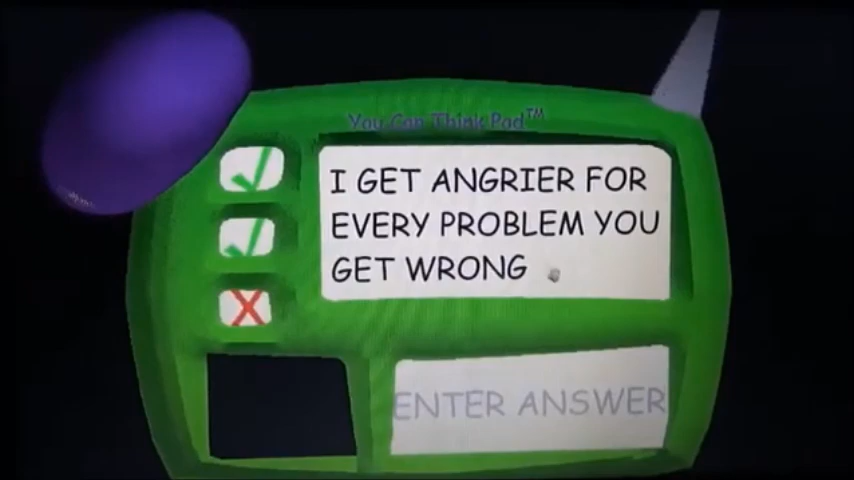 You Can Think Pad™
I GET ANGRIER FOR
EVERY PROBLEM YOU
GET WRONG
ENTER ANSWER